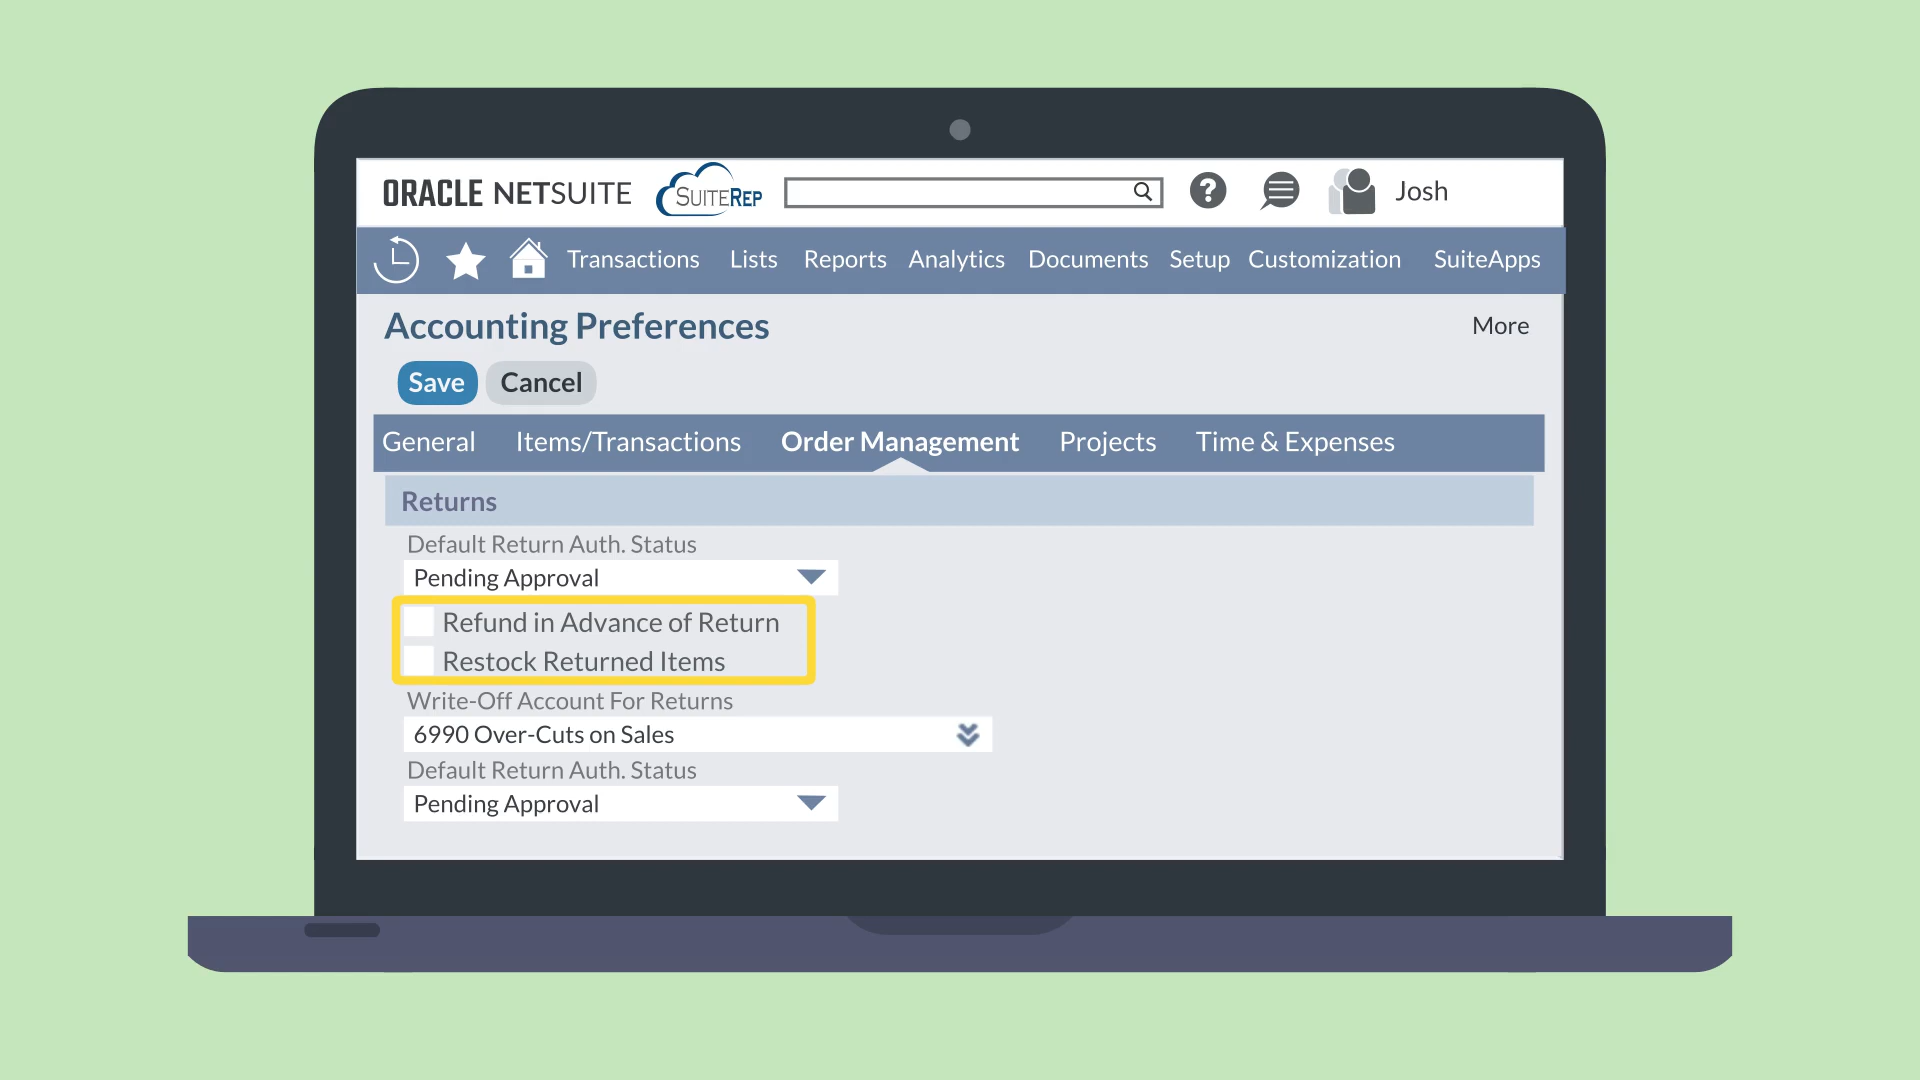 ORACLE NETSUITE SUITEREP ? Josh
Transactions Lists Reports Analytics Documents Setup Customization SuiteApps
Accounting Preferences More
Save Cancel
General Items/Transactions Order Management Projects Time & Expenses
Returns
Default Return Auth. Status
Pending Approval
Refund in Advance of Return
Restock Returned Items
Write-Off Account For Returns
6990 Over-Cuts on Sales
Default Return Auth. Status
Pending Approval